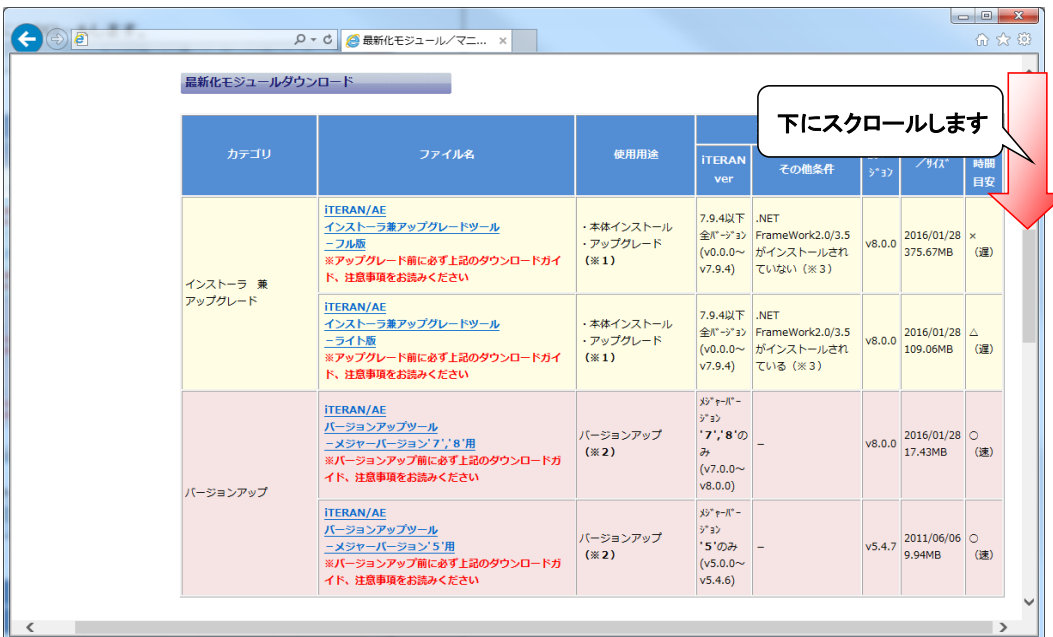 最新化モジュール／マニ...
最新化モジュールダウンロード
下にスクロールします
カテゴリ
ファイル名
使用用途
iTERAN
ver
その他条件
ｼﾞｮﾝ
／ｻｲｽﾞ
時間
目安
インストーラ　兼
アップグレード
iTERAN/AE
インストーラ兼アップグレードツール
－フル版
※アップグレード前に必ず上記のダウンロードガイ
ド、注意事項をお読みください
・本体インストール
・アップグレード
（※１）
7.9.4以下
全ﾊﾞｰｼﾞｮﾝ
(v0.0.0～
v7.9.4)
.NET
FrameWork2.0/3.5
がインストールされ
ていない（※３）
v8.0.0
2016/01/28
375.67MB
×
（遅）
iTERAN/AE
インストーラ兼アップグレードツール
－ライト版
※アップグレード前に必ず上記のダウンロードガイ
ド、注意事項をお読みください
・本体インストール
・アップグレード
（※１）
7.9.4以下
全ﾊﾞｰｼﾞｮﾝ
(v0.0.0～
v7.9.4)
.NET
FrameWork2.0/3.5
がインストールされ
ている（※３）
v8.0.0
2016/01/28
109.06MB
△
（遅）
バージョンアップ
iTERAN/AE
バージョンアップツール
－メジャーバージョン'7','8'用
※バージョンアップ前に必ず上記のダウンロードガ
イド、注意事項をお読みください
バージョンアップ
（※２）
ﾒｼﾞｬｰﾊﾞｰ
ｼﾞｮﾝ
'7','8'の
み
(v7.0.0～
v8.0.0)
－
v8.0.0
2016/01/28
17.43MB
○
（速）
iTERAN/AE
バージョンアップツール
－メジャーバージョン'5'用
※バージョンアップ前に必ず上記のダウンロードガ
イド、注意事項をお読みください
バージョンアップ
（※２）
ﾒｼﾞｬｰﾊﾞｰ
ｼﾞｮﾝ
'5'のみ
(v5.0.0～
v5.4.6)
－
v5.4.7
2011/06/06
9.94MB
○
（速）